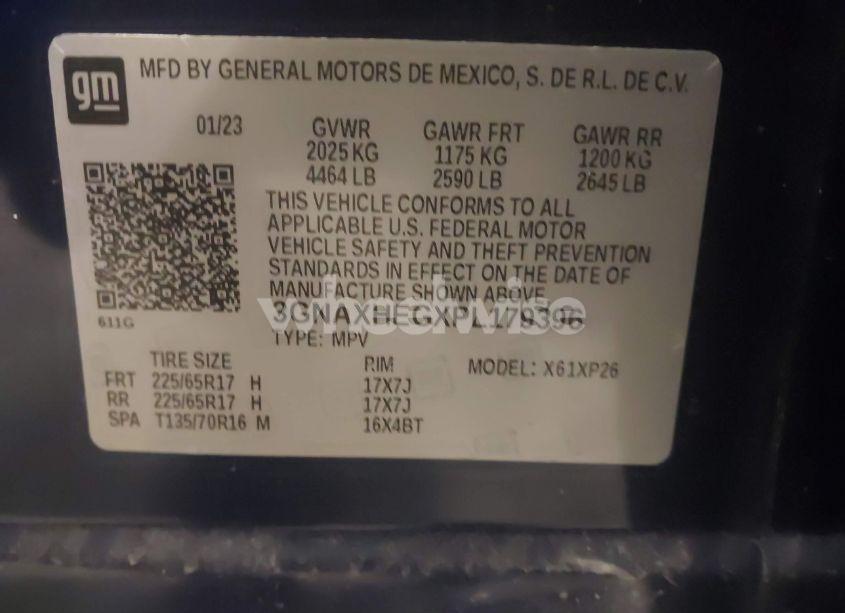 gm
MFD BY GENERAL MOTORS DE MEXICO, S. DE R.L. DE C.V.
01/23 GVWR GAWR FRT GAWR RR
2025 KG 1175 KG 1200 KG
4464 LB 2590 LB 2645 LB
THIS VEHICLE CONFORMS TO ALL
APPLICABLE U.S. FEDERAL MOTOR
VEHICLE SAFETY AND THEFT PREVENTION
STANDARDS IN EFFECT ON THE DATE OF
MANUFACTURE SHOWN ABOVE.
wheelwise
3GNAXHEGXPL179396
611G
TYPE: MPV
TIRE SIZE RIM MODEL: X61XP26
FRT 225/65R17 H 17X7J
RR 225/65R17 H 17X7J
SPA T135/70R16 M 16X4BT